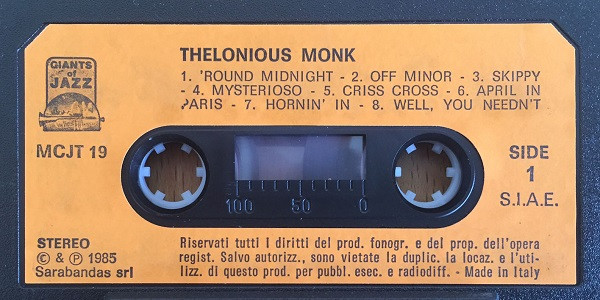 GIANTS
of
JAZZ
THELONIOUS MONK
1. 'ROUND MIDNIGHT - 2. OFF MINOR - 3. SKIPPY
- 4. MYSTERIOSO - 5. CRISS CROSS - 6. APRIL IN
PARIS - 7. HORNIN' IN - 8. WELL, YOU NEEDN'T
MCJT 19
SIDE
1
S.I.A.E.
100 50 0
STEREO
© & ℗ 1985
Sarabandas srl
Riservati tutti i diritti del prod. fonogr. e del prop. dell'opera
regist. Salvo autorizz., sono vietate la duplic. la locaz. e l'uti-
lizz. di questo prod. per pubbl. esec. e radiodiff. - Made in Italy